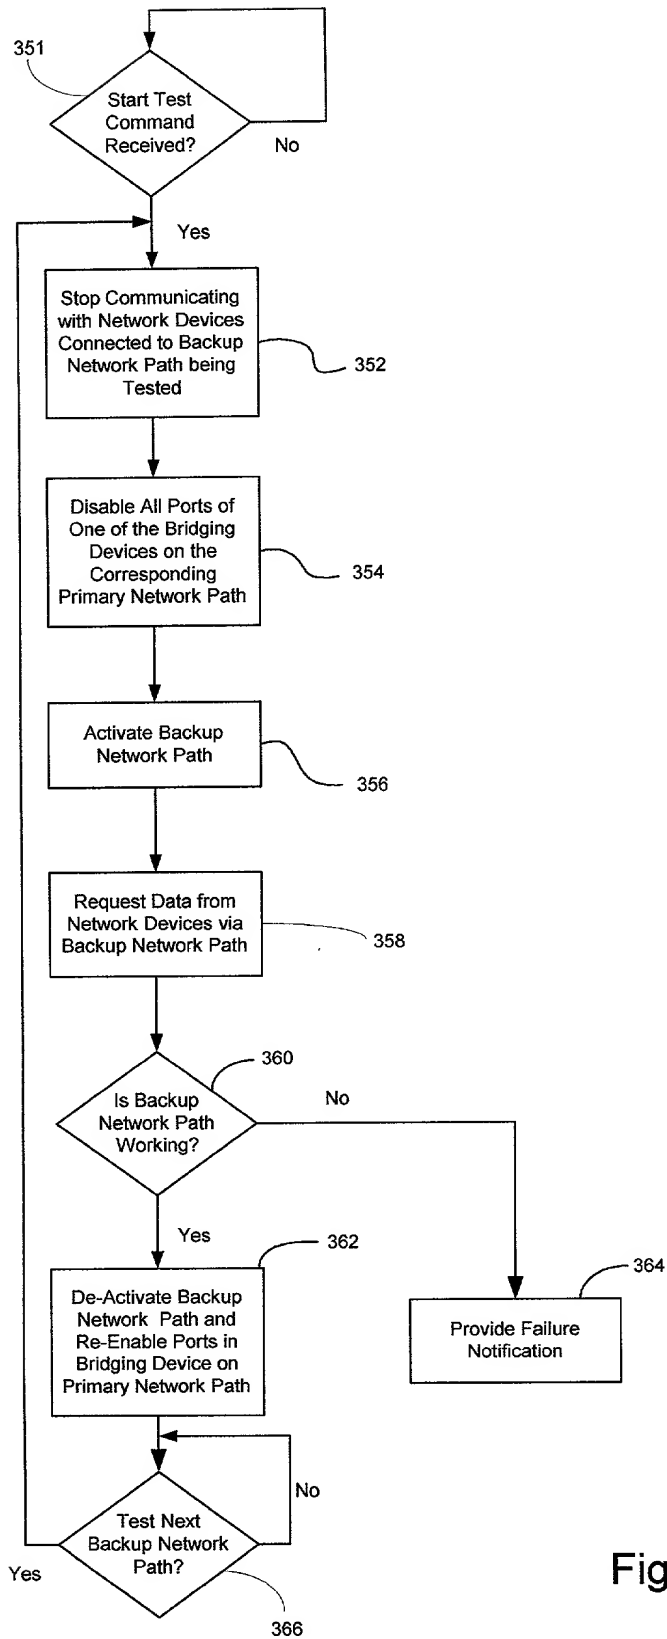 351
Start Test
Command
Received?
No
Yes
Stop Communicating
with Network Devices
Connected to Backup
Network Path being
Tested
352
Disable All Ports of
One of the Bridging
Devices on the
Corresponding
Primary Network Path
354
Activate Backup
Network Path
356
Request Data from
Network Devices via
Backup Network Path
358
360
Is Backup
Network Path
Working?
No
Yes
362
De-Activate Backup
Network Path and
Re-Enable Ports in
Bridging Device on
Primary Network Path
364
Provide Failure
Notification
Test Next
Backup Network
Path?
No
Yes
366
Fig